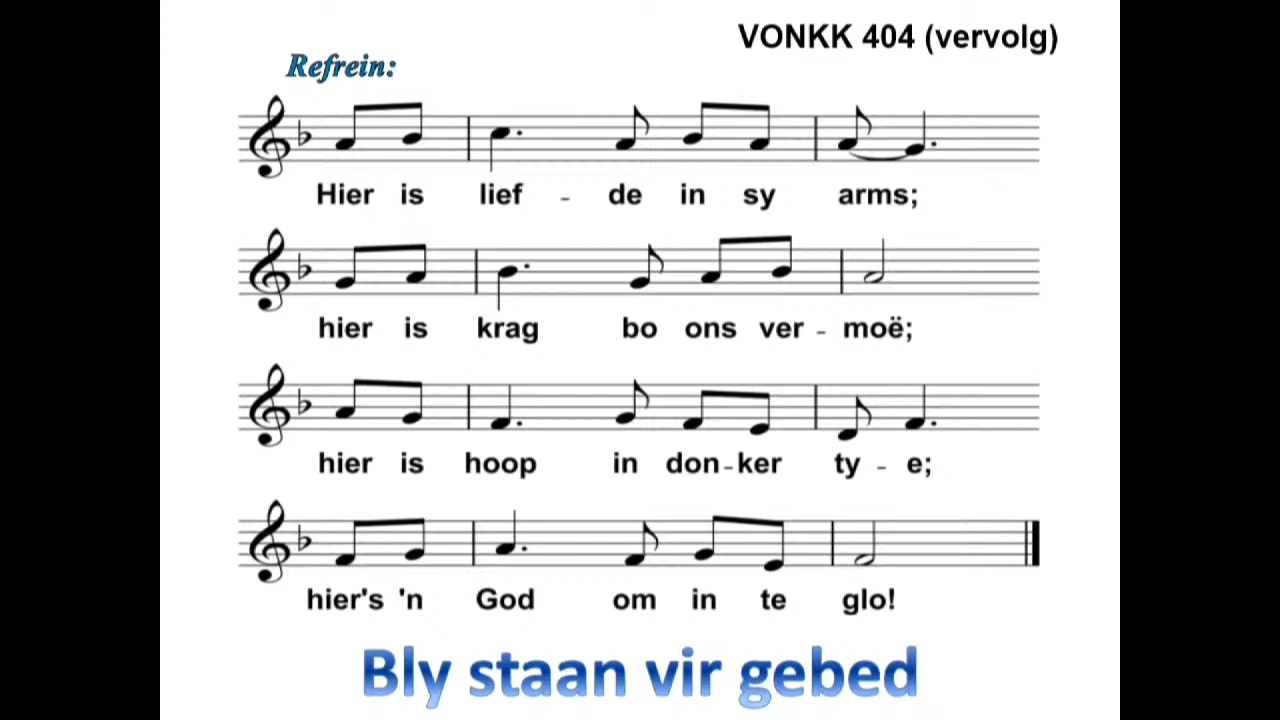 VONKK 404 (vervolg)
Refrein:
Hier is lief - de in sy arms;
hier is krag bo ons ver - moë;
hier is hoop in don - ker ty - e;
hier's 'n God om in te glo!
Bly staan vir gebed